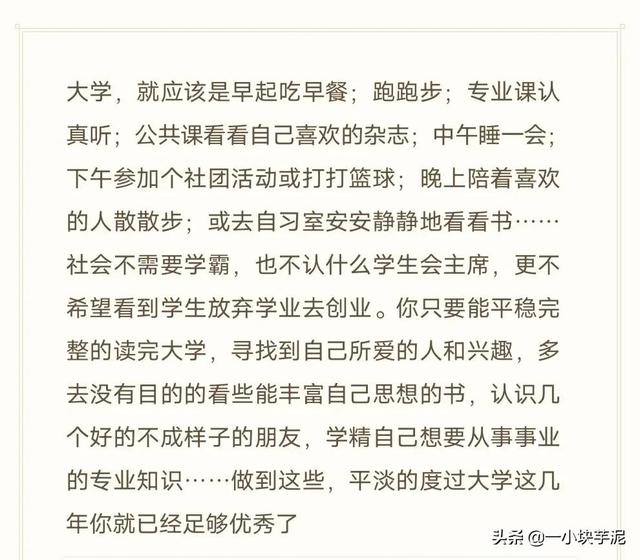 大学，就应该是早起吃早餐；跑跑步；专业课认
真听；公共课看看自己喜欢的杂志；中午睡一会；
下午参加个社团活动或打打篮球；晚上陪着喜欢
的人散散步；或去自习室安安静静地看看书……
社会不需要学霸，也不认什么学生会主席，更不
希望看到学生放弃学业去创业。你只要能平稳完
整的读完大学，寻找到自己所爱的人和兴趣，多
去没有目的的看些能丰富自己思想的书，认识几
个好的不成样子的朋友，学精自己想要从事事业
的专业知识……做到这些，平淡的度过大学这几
年你就已经足够优秀了
头条 @一小块芋泥